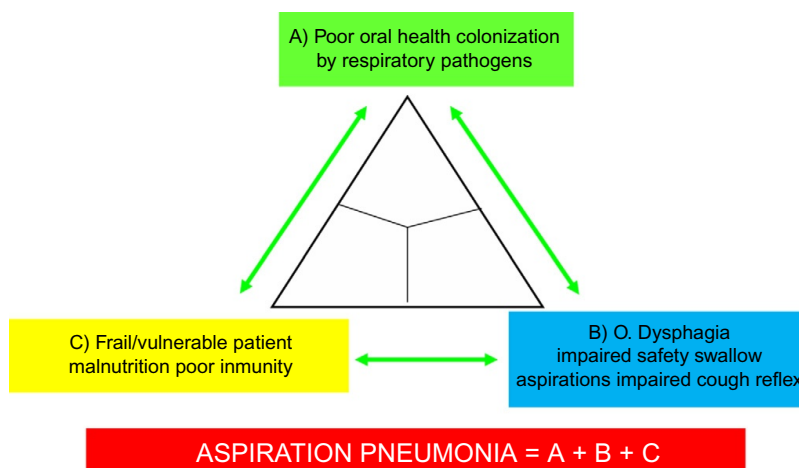 A) Poor oral health colonization
by respiratory pathogens
C) Frail/vulnerable patient
malnutrition poor inmunity
B) O. Dysphagia
impaired safety swallow
aspirations impaired cough reflex
ASPIRATION PNEUMONIA = A + B + C